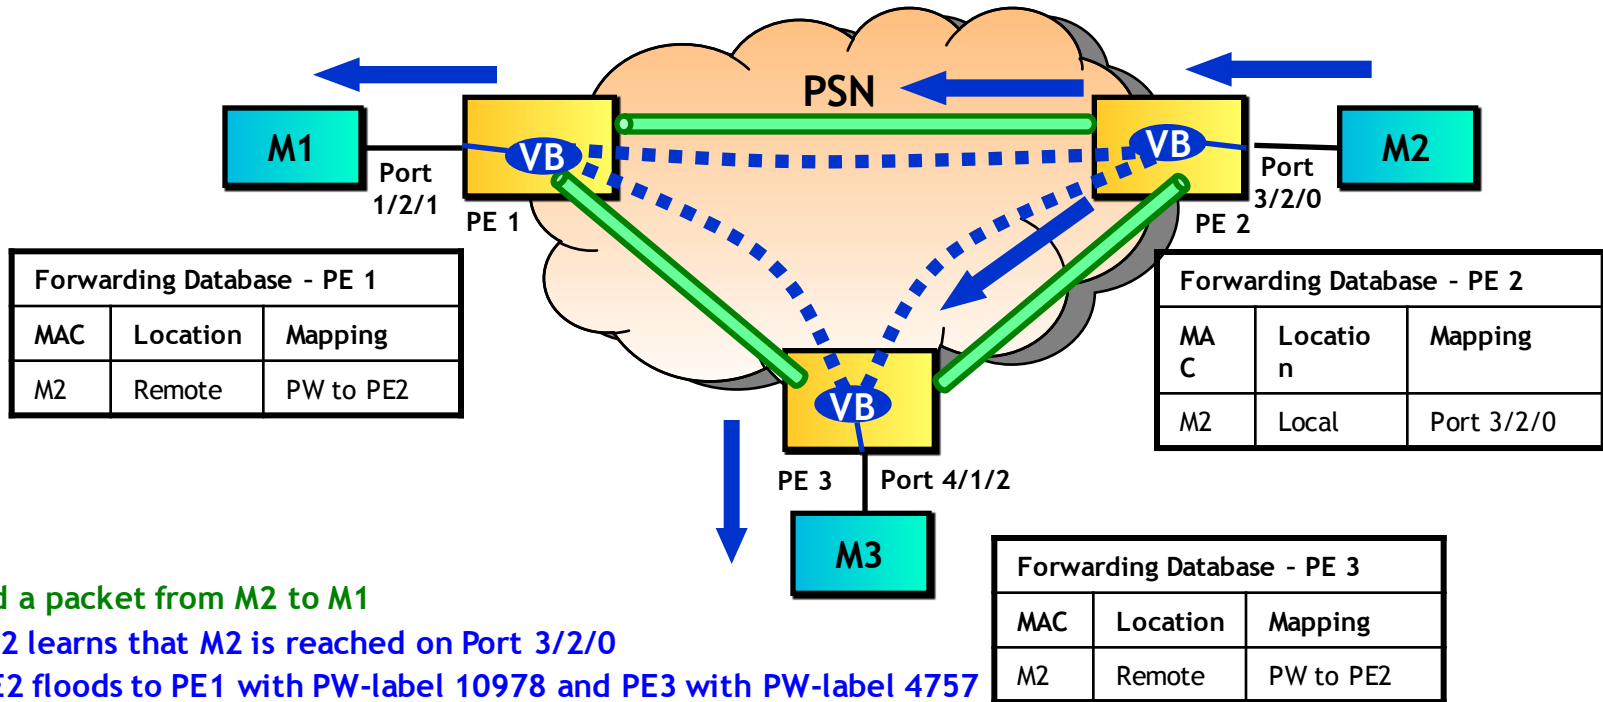 PSN
M1
VB
VB
M2
Port
1/2/1
Port
3/2/0
PE 1
PE 2
Forwarding Database - PE 1
MAC Location Mapping
M2 Remote PW to PE2
Forwarding Database - PE 2
MA
C
Locatio
n
Mapping
M2 Local Port 3/2/0
VB
PE 3
Port 4/1/2
M3
Forwarding Database - PE 3
MAC Location Mapping
M2 Remote PW to PE2
a packet from M2 to M1
2 learns that M2 is reached on Port 3/2/0
E2 floods to PE1 with PW-label 10978 and PE3 with PW-label 4757